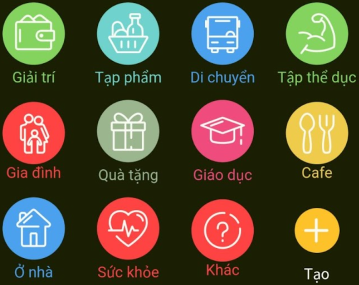 Giải trí
Tạp phẩm
Di chuyển
Tập thể dục
Gia đình
Quà tặng
Giáo dục
Cafe
Ở nhà
Sức khỏe
Khác
Tạo